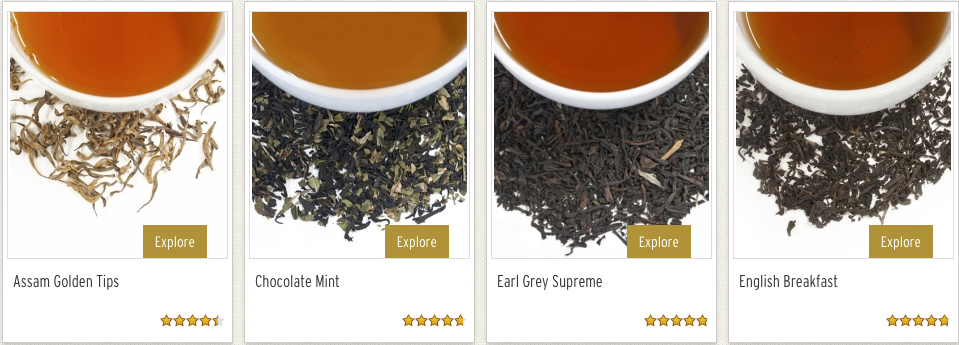 Explore
Explore
Explore
Explore
Assam Golden Tips
Chocolate Mint
Earl Grey Supreme
English Breakfast